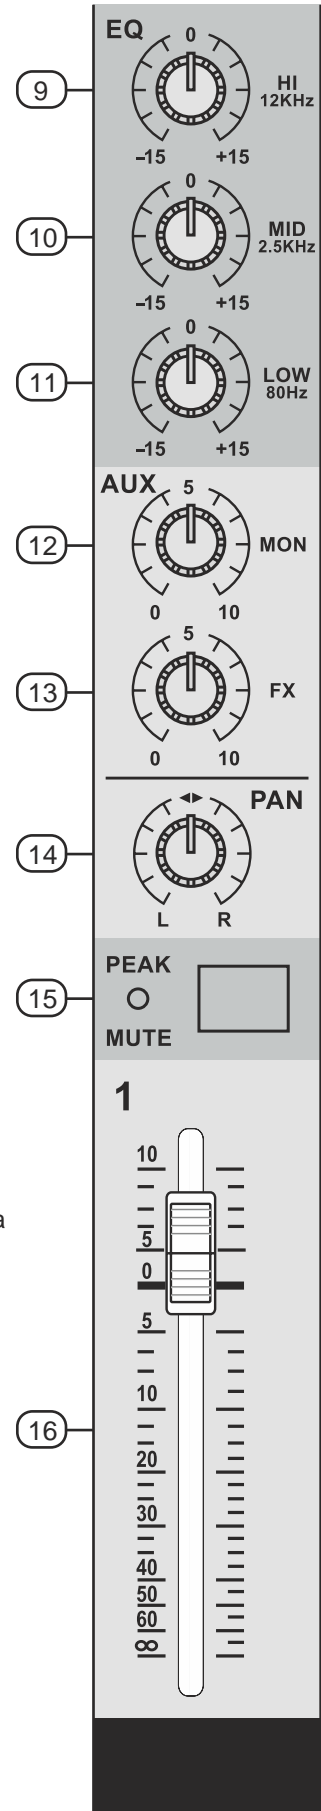 EQ
0
9
HI
12KHz
–15 +15
0
10
MID
2.5KHz
–15 +15
0
11
LOW
80Hz
–15 +15
AUX 5
12
MON
0 10
5
13
FX
0 10
◀▶ PAN
14
L R
PEAK
15
MUTE
1
10
a
5
0
5
10
16
20
30
40
50
60
∞